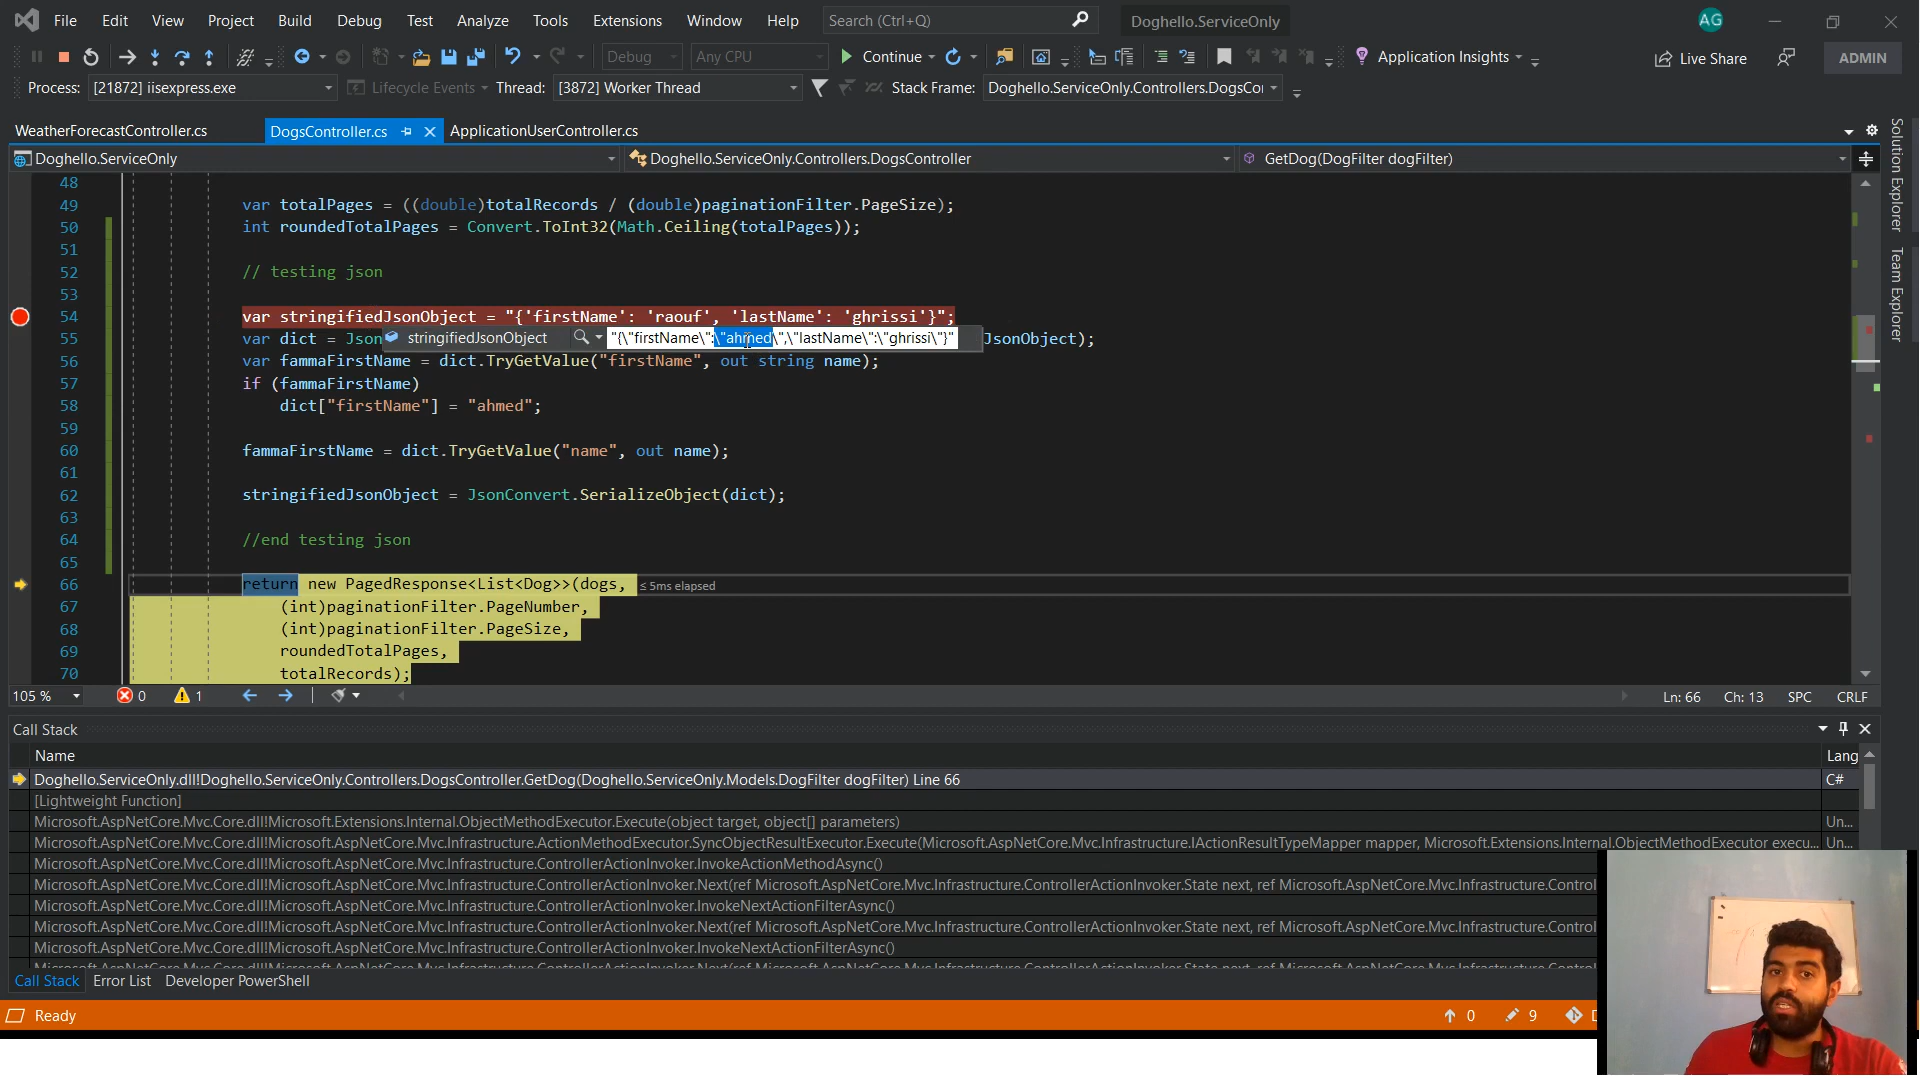 File Edit View Project Build Debug Test Analyze Tools Extensions Window Help Search (Ctrl+Q) Doghello.ServiceOnly AG
Debug Any CPU Continue Application Insights Live Share ADMIN
Process: [21872] iisexpress.exe Lifecycle Events Thread: [3872] Worker Thread Stack Frame: Doghello.ServiceOnly.Controllers.DogsCo
WeatherForecastController.cs DogsController.cs ApplicationUserController.cs
Doghello.ServiceOnly Doghello.ServiceOnly.Controllers.DogsController GetDog(DogFilter dogFilter)
Solution Explorer
Team Explorer
48
49 var totalPages = ((double)totalRecords / (double)paginationFilter.PageSize);
50 int roundedTotalPages = Convert.ToInt32(Math.Ceiling(totalPages));
51
52 // testing json
53
54 var stringifiedJsonObject = "{'firstName': 'raouf', 'lastName': 'ghrissi'}";
55 var dict = Json JsonObject);
stringifiedJsonObject "{\"firstName\":\"ahmed\",\"lastName\":\"ghrissi\"}"
56 var fammaFirstName = dict.TryGetValue("firstName", out string name);
57 if (fammaFirstName)
58 dict["firstName"] = "ahmed";
59
60 fammaFirstName = dict.TryGetValue("name", out name);
61
62 stringifiedJsonObject = JsonConvert.SerializeObject(dict);
63
64 //end testing json
65
66 return new PagedResponse<List<Dog>>(dogs, ≤ 5ms elapsed
67 (int)paginationFilter.PageNumber,
68 (int)paginationFilter.PageSize,
69 roundedTotalPages,
70 totalRecords);
105 % 0 1 Ln: 66 Ch: 13 SPC CRLF
Call Stack
Name Lang
Doghello.ServiceOnly.dll!Doghello.ServiceOnly.Controllers.DogsController.GetDog(Doghello.ServiceOnly.Models.DogFilter dogFilter) Line 66 C#
[Lightweight Function]
Microsoft.AspNetCore.Mvc.Core.dll!Microsoft.Extensions.Internal.ObjectMethodExecutor.Execute(object target, object[] parameters) Un...
Microsoft.AspNetCore.Mvc.Core.dll!Microsoft.AspNetCore.Mvc.Infrastructure.ActionMethodExecutor.SyncObjectResultExecutor.Execute(Microsoft.AspNetCore.Mvc.Infrastructure.IActionResultTypeMapper mapper, Microsoft.Extensions.Internal.ObjectMethodExecutor execu... Un...
Microsoft.AspNetCore.Mvc.Core.dll!Microsoft.AspNetCore.Mvc.Infrastructure.ControllerActionInvoker.InvokeActionMethodAsync()
Microsoft.AspNetCore.Mvc.Core.dll!Microsoft.AspNetCore.Mvc.Infrastructure.ControllerActionInvoker.Next(ref Microsoft.AspNetCore.Mvc.Infrastructure.ControllerActionInvoker.State next, ref Microsoft.AspNetCore.Mvc.Infrastructure.Control
Microsoft.AspNetCore.Mvc.Core.dll!Microsoft.AspNetCore.Mvc.Infrastructure.ControllerActionInvoker.InvokeNextActionFilterAsync()
Microsoft.AspNetCore.Mvc.Core.dll!Microsoft.AspNetCore.Mvc.Infrastructure.ControllerActionInvoker.Next(ref Microsoft.AspNetCore.Mvc.Infrastructure.ControllerActionInvoker.State next, ref Microsoft.AspNetCore.Mvc.Infrastructure.Control
Microsoft.AspNetCore.Mvc.Core.dll!Microsoft.AspNetCore.Mvc.Infrastructure.ControllerActionInvoker.InvokeNextActionFilterAsync()
Call Stack Error List Developer PowerShell
Ready 0 9